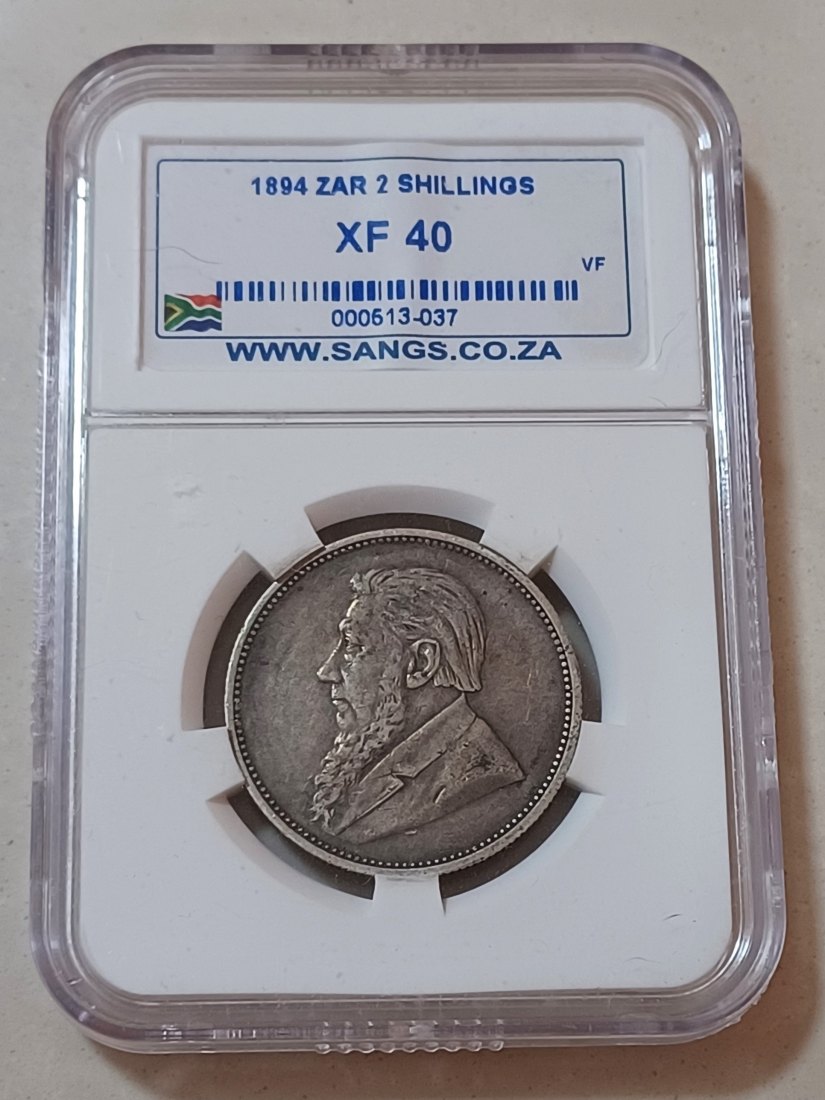 1894 ZAR 2 SHILLINGS
XF 40
VF
000613-037
WWW.SANGS.CO.ZA